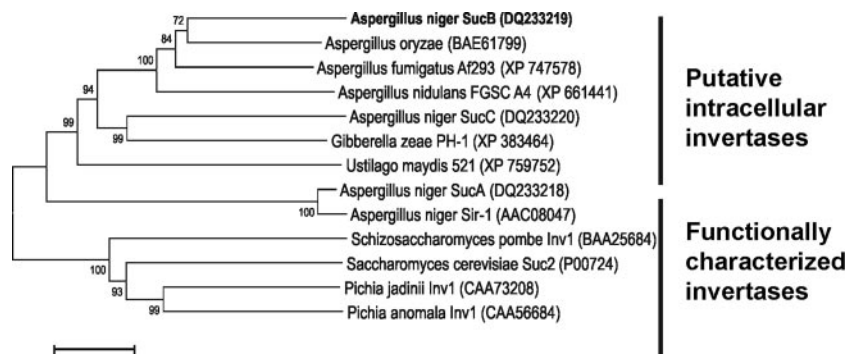 72
Aspergillus niger SucB (DQ233219)
84
Aspergillus oryzae (BAE61799)
100
Aspergillus fumigatus Af293 (XP 747578)
94
Aspergillus nidulans FGSC A4 (XP 661441)
99
Aspergillus niger SucC (DQ233220)
99
Gibberella zeae PH-1 (XP 383464)
Ustilago maydis 521 (XP 759752)
Aspergillus niger SucA (DQ233218)
100
Aspergillus niger Sir-1 (AAC08047)
Schizosaccharomyces pombe Inv1 (BAA25684)
100
Saccharomyces cerevisiae Suc2 (P00724)
93
Pichia jadinii Inv1 (CAA73208)
99
Pichia anomala Inv1 (CAA56684)
Putative
intracellular
invertases
Functionally
characterized
invertases